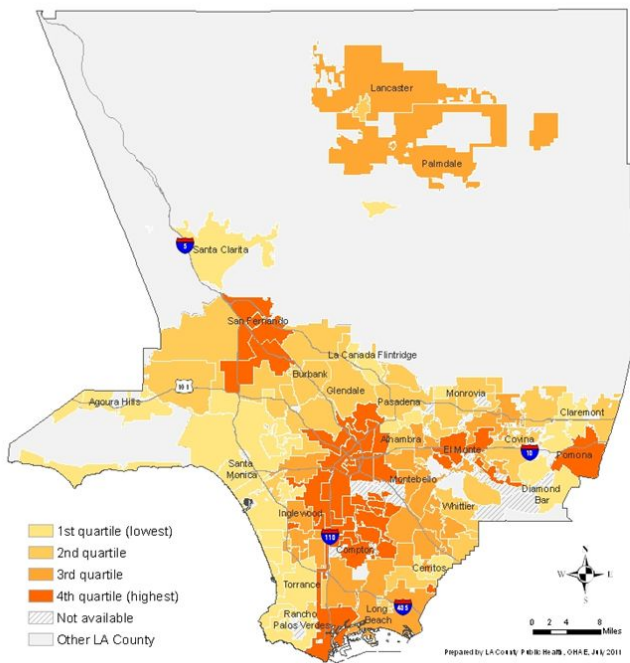 Lancaster
Palmdale
5
Santa Clarita
San Fernando
La Canada Flintridge
Burbank
101
Glendale
Pasadena
Monrovia
Agoura Hills
Claremont
Alhambra
El Monte
Covina
10
Pomona
Santa
Monica
Montebello
Diamond
Bar
Whittier
Inglewood
110
Compton
Cerritos
Torrance
Rancho
Palos Verdes
Long
Beach
405
1st quartile (lowest)
2nd quartile
3rd quartile
4th quartile (highest)
Not available
Other LA County
N
W
E
S
0 2 4 8
Miles
Prepared by LA County Public Health, OHAE, July 2011